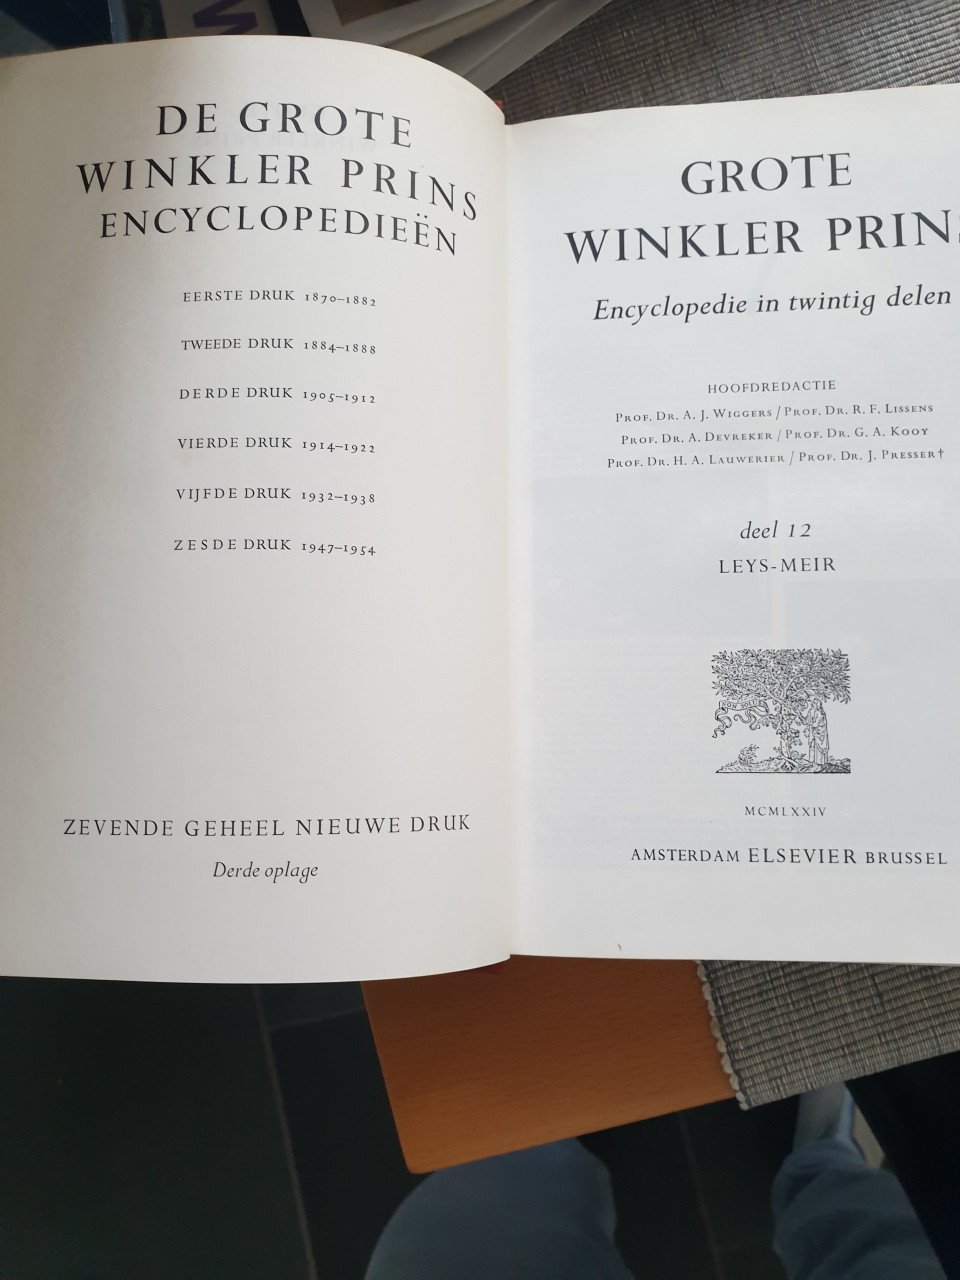 DE GROTE
WINKLER PRINS
ENCYCLOPEDIEËN
EERSTE DRUK 1870–1882
TWEEDE DRUK 1884–1888
DERDE DRUK 1905–1912
VIERDE DRUK 1914–1922
VIJFDE DRUK 1932–1938
ZESDE DRUK 1947–1954
ZEVENDE GEHEEL NIEUWE DRUK
Derde oplage
GROTE
WINKLER PRINS
Encyclopedie in twintig delen
HOOFDREDACTIE
PROF. DR. A. J. WIGGERS / PROF. DR. R. F. LISSENS
PROF. DR. A. DEVREKER / PROF. DR. G. A. KOOY
PROF. DR. H. A. LAUWERIER / PROF. DR. J. PRESSER†
deel 12
LEYS-MEIR
NON SOLUS
MCMLXXIV
AMSTERDAM ELSEVIER BRUSSEL